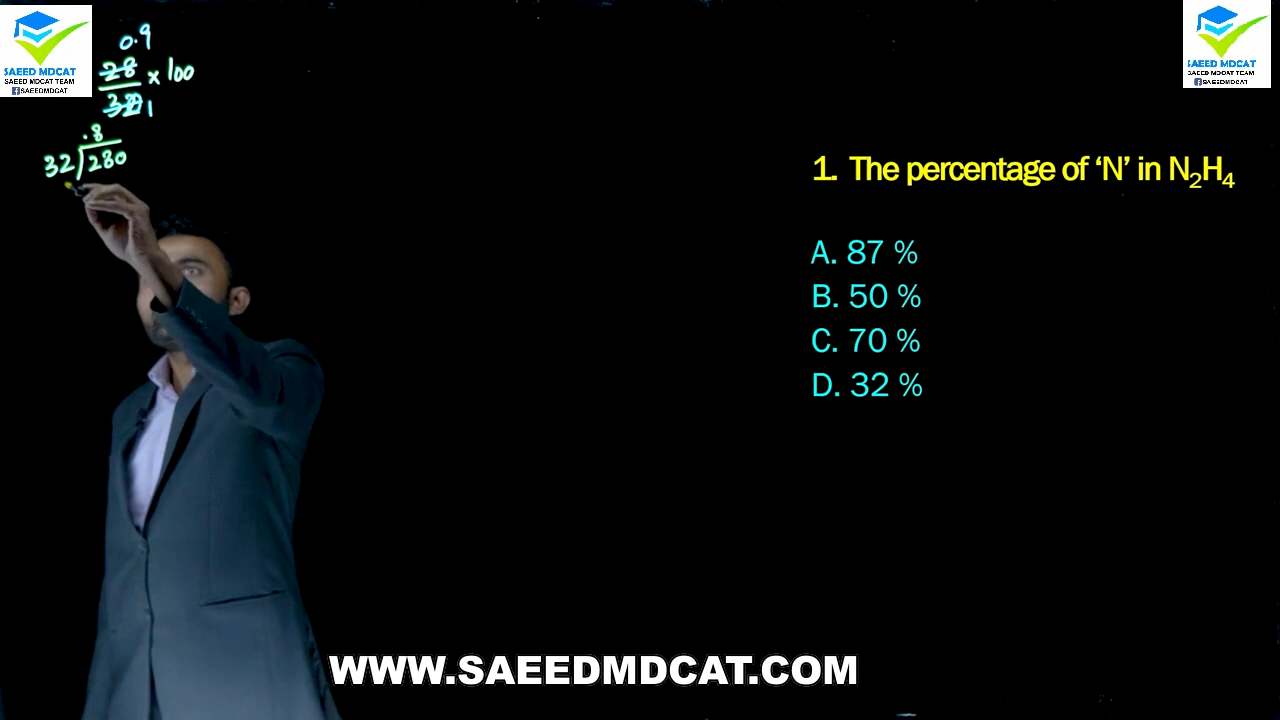 SAEED MDCAT
SAEED MDCAT TEAM
SAEEDMDCAT
0.9
28 × 100
32 1
.8
32 280
1. The percentage of ‘N’ in N₂H₄
A. 87 %
B. 50 %
C. 70 %
D. 32 %
WWW.SAEEDMDCAT.COM
SAEED MDCAT
SAEED MDCAT TEAM
SAEEDMDCAT